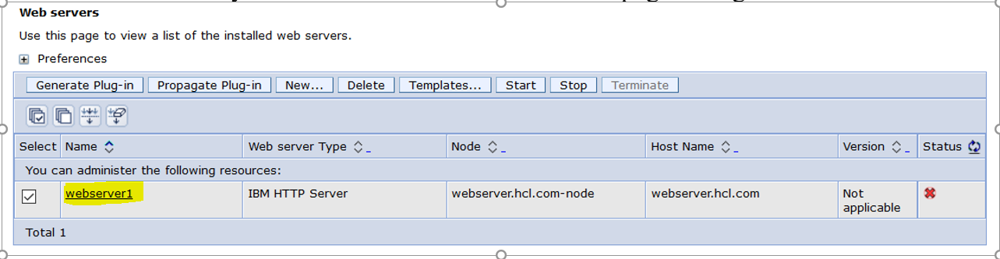 Web servers
Use this page to view a list of the installed web servers.
Preferences
Generate Plug-in Propagate Plug-in New... Delete Templates... Start Stop Terminate
Select Name Web server Type Node Host Name Version Status
You can administer the following resources:
webserver1 IBM HTTP Server webserver.hcl.com-node webserver.hcl.com Not
applicable
Total 1